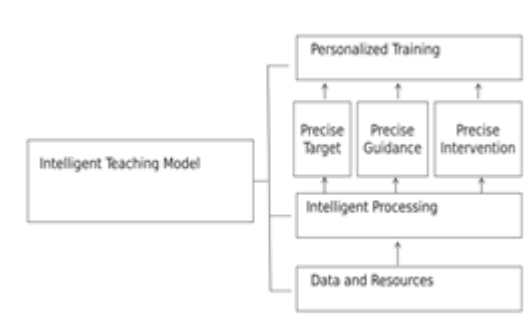 Personalized Training
Precise
Target
Precise
Guidance
Precise
Intervention
Intelligent Teaching Model
Intelligent Processing
Data and Resources